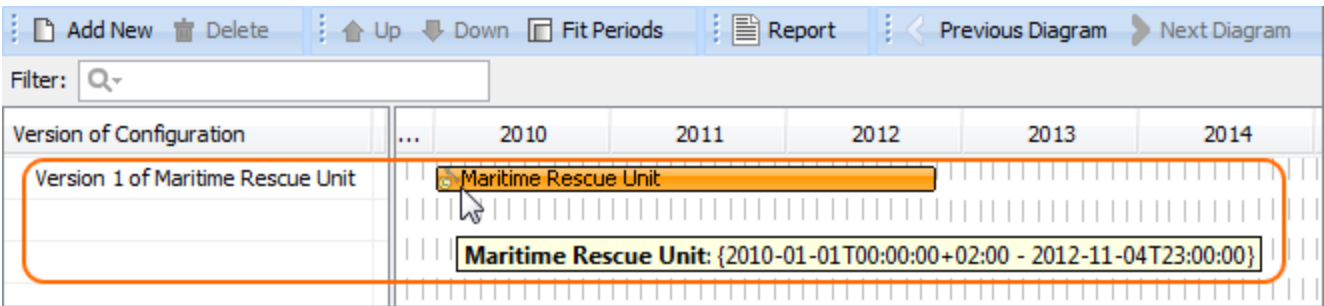 Add New Delete Up Down Fit Periods Report Previous Diagram Next Diagram
Filter:
Version of Configuration ... 2010 2011 2012 2013 2014
Version 1 of Maritime Rescue Unit Maritime Rescue Unit
Maritime Rescue Unit: {2010-01-01T00:00:00+02:00 - 2012-11-04T23:00:00}